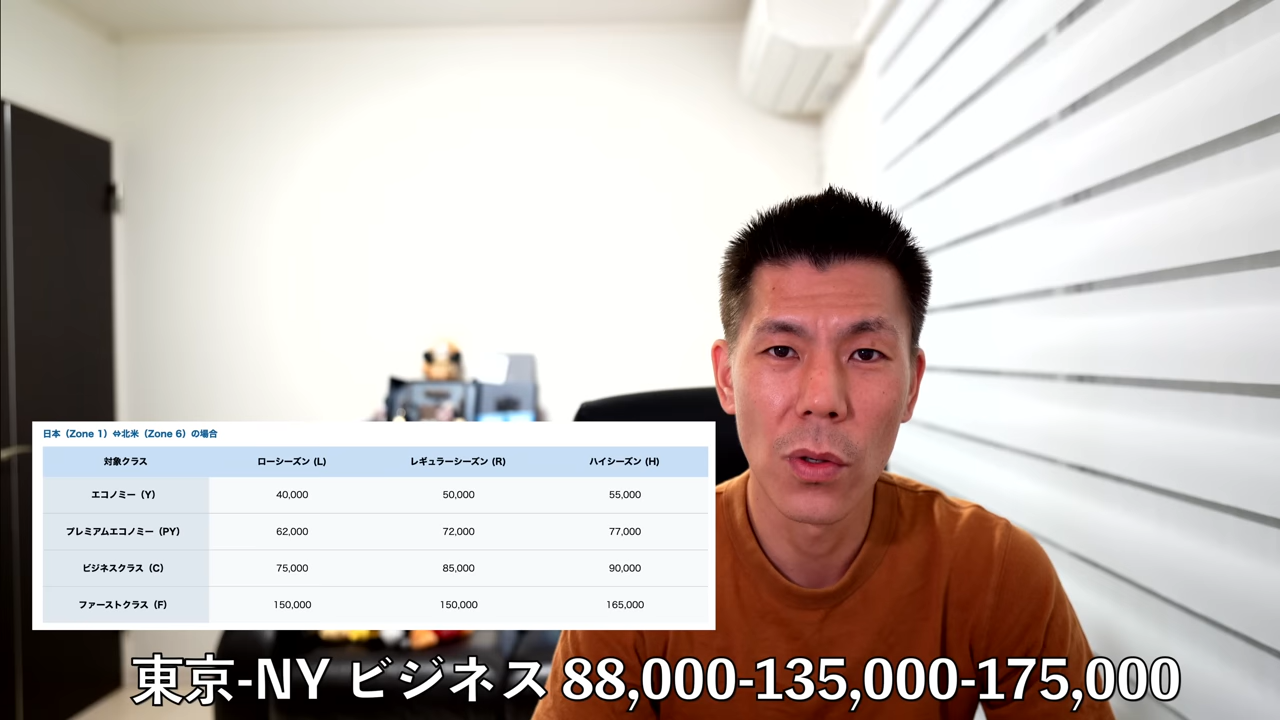 日本（Zone 1）⇔北米（Zone 6）の場合
対象クラス ローシーズン (L) レギュラーシーズン (R) ハイシーズン (H)
エコノミー（Y） 40,000 50,000 55,000
プレミアムエコノミー（PY） 62,000 72,000 77,000
ビジネスクラス（C） 75,000 85,000 90,000
ファーストクラス（F） 150,000 150,000 165,000
東京-NY ビジネス 88,000-135,000-175,000